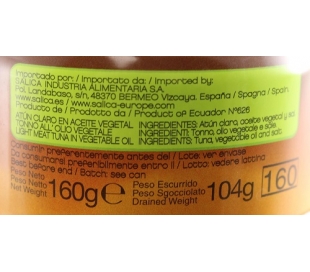 Importado por: / Importato da: / Imported by:
SALICA INDUSTRIA ALIMENTARIA S.A.
Pol. Landabaso, s/n, 48370 BERMEO Vizcaya. España / Spagna / Spain.
www.salica.es www.salica-europe.com
Producto de / Prodotto da / Product of Ecuador Nº626
ATÚN CLARO EN ACEITE VEGETAL INGREDIENTES: Atún claro, aceite vegetal y sal.
TONNO ALL'OLIO VEGETALE INGREDIENTI: Tonno, olio vegetale e sale.
LIGHT MEAT TUNA IN VEGETABLE OIL INGREDIENTS: Tuna, vegetable oil and salt.
Consumir preferentemente antes del / Lote: ver envase
Da consumarsi preferibilmente entro il / Lotto: vedere lattina
Best before end / Batch: see can
Peso Neto
Peso Netto
Net Weight
160g e
Peso Escurrido
Peso Sgocciolato
Drained Weight
104g
160